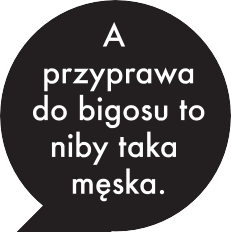 A
przyprawa
do bigosu to
niby taka
męska.